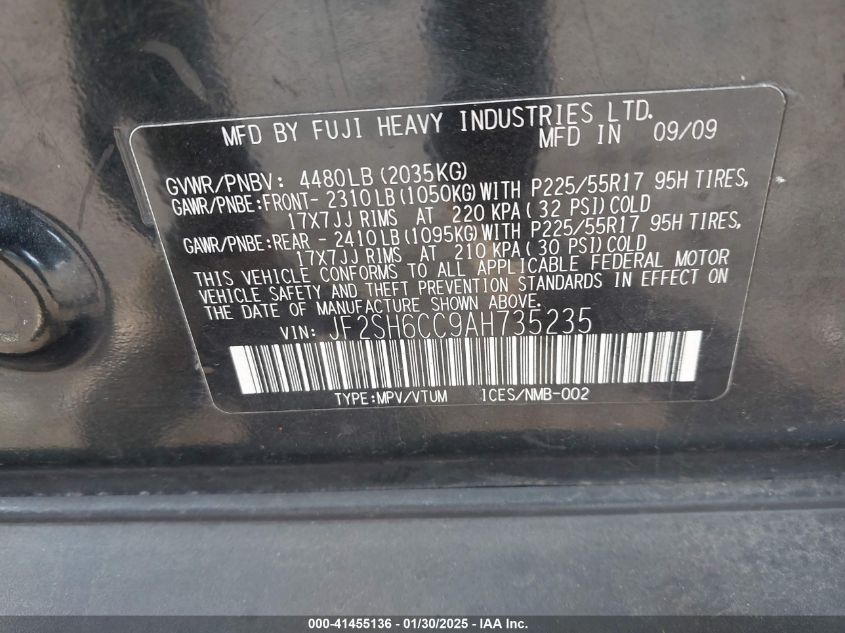 MFD BY FUJI HEAVY INDUSTRIES LTD.
MFD IN 09/09
GVWR/PNBV: 4480LB (2035KG)
GAWR/PNBE:FRONT- 2310LB (1050KG) WITH P225/55R17 95H TIRES,
17X7JJ RIMS AT 220 KPA (32 PSI) COLD
GAWR/PNBE:REAR - 2410LB (1095KG) WITH P225/55R17 95H TIRES,
17X7JJ RIMS AT 210 KPA (30 PSI) COLD
THIS VEHICLE CONFORMS TO ALL APPLICABLE FEDERAL MOTOR
VEHICLE SAFETY AND THEFT PREVENTION STANDARDS IN EFFECT ON
THE DATE OF MANUFACTURE SHOWN ABOVE.
VIN: JF2SH6CC9AH735235
TYPE:MPV/VTUM ICES/NMB-002
000-41455136 - 01/30/2025 - IAA Inc.